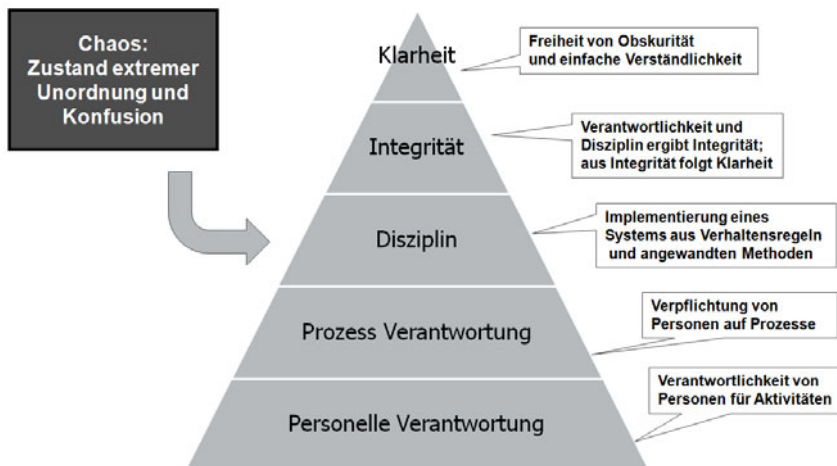 Chaos:
Zustand extremer
Unordnung und
Konfusion
Klarheit
Freiheit von Obskurität
und einfache Verständlichkeit
Integrität
Verantwortlichkeit und
Disziplin ergibt Integrität;
aus Integrität folgt Klarheit
Disziplin
Implementierung eines
Systems aus Verhaltensregeln
und angewandten Methoden
Prozess Verantwortung
Verpflichtung von
Personen auf Prozesse
Personelle Verantwortung
Verantwortlichkeit von
Personen für Aktivitäten